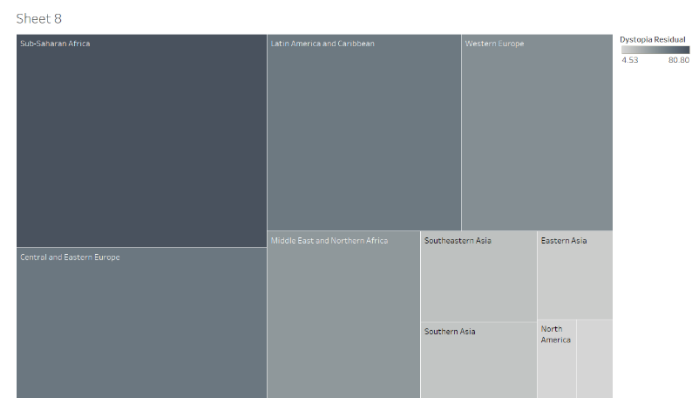 Sheet 8
Sub-Saharan Africa
Latin America and Caribbean
Western Europe
Dystopia Residual
4.53 80.80
Central and Eastern Europe
Middle East and Northern Africa
Southeastern Asia
Eastern Asia
Southern Asia
North
America